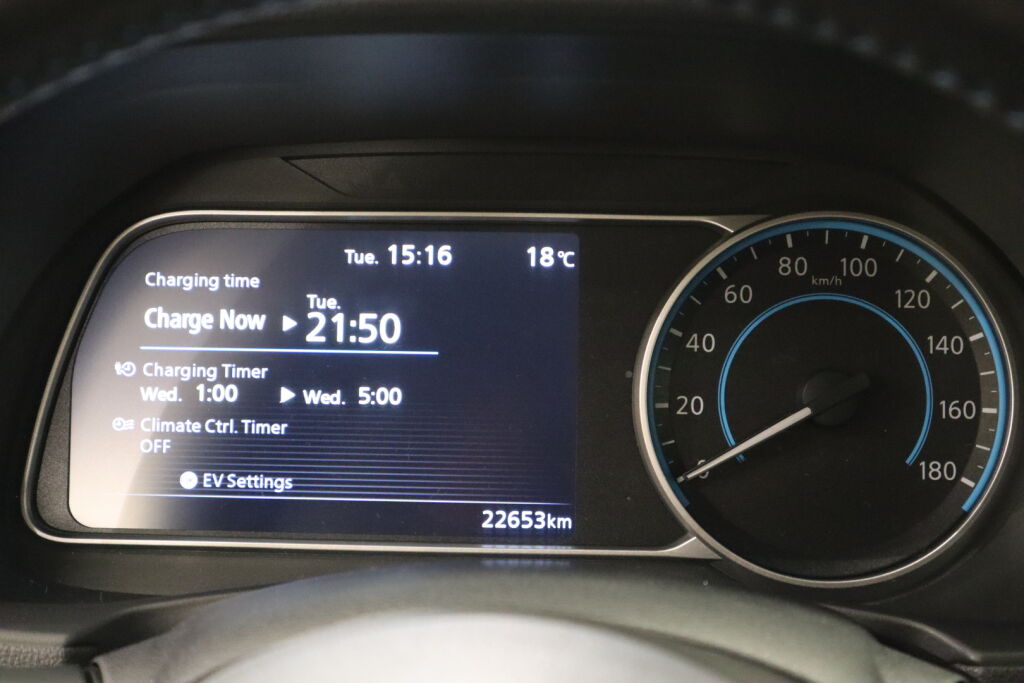 Tue. 15:16 18°C
Charging time
Tue.
Charge Now 21:50
Charging Timer
Wed. 1:00 Wed. 5:00
Climate Ctrl. Timer
OFF
EV Settings
22653km
0
20
40
60
80
100
120
140
160
180
km/h